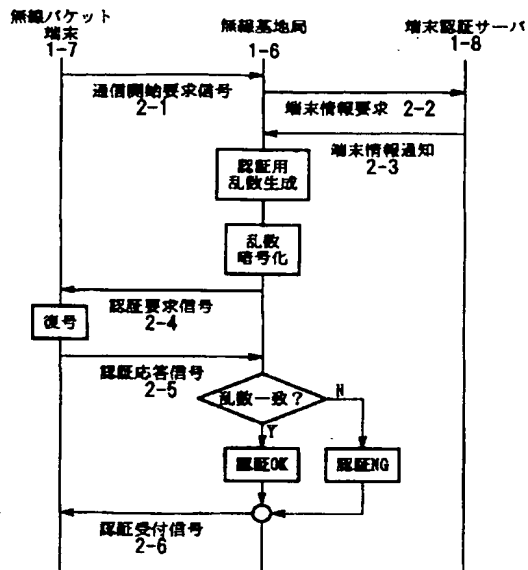 無線パケット
端末
1-7
無線基地局
1-6
端末認証サーバ
1-8
通信開始要求信号
2-1
端末情報要求 2-2
端末情報通知
2-3
認証用
乱数生成
乱数
暗号化
認証要求信号
2-4
復号
認証応答信号
2-5
乱数一致?
N
Y
認証OK
認証NG
認証受付信号
2-6